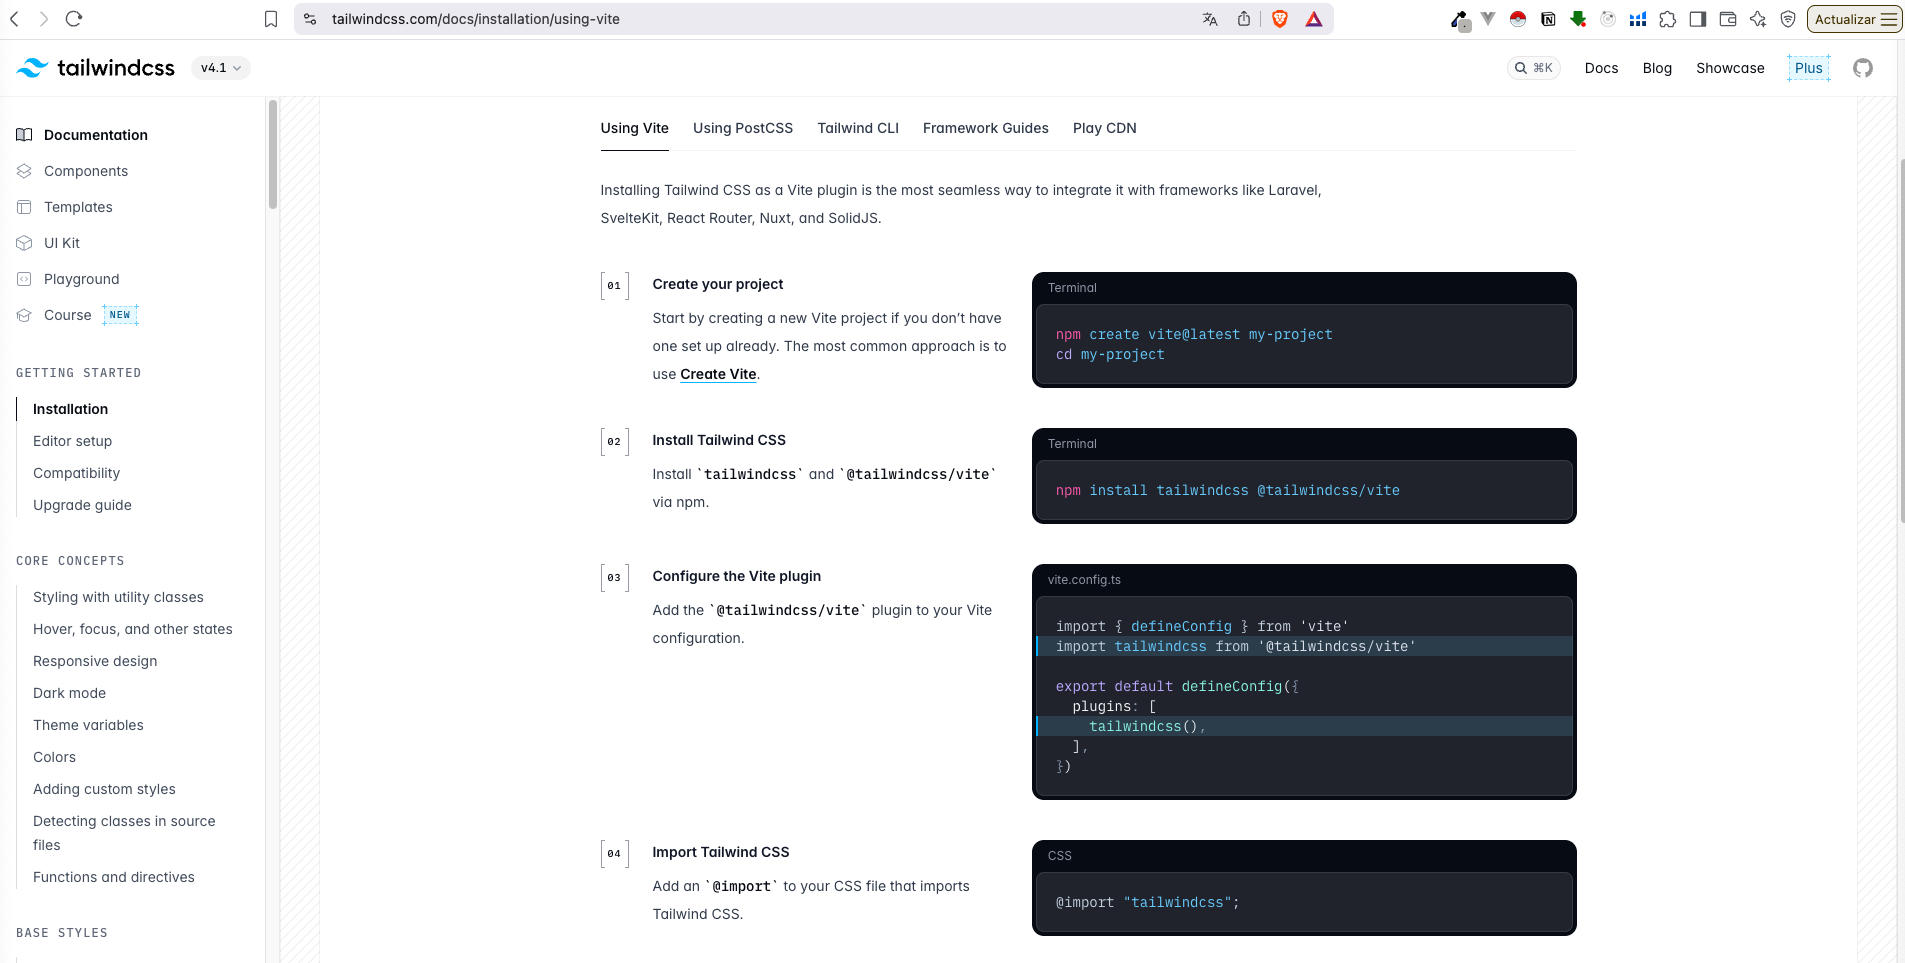 tailwindcss.com/docs/installation/using-vite
Actualizar
tailwindcss
v4.1
⌘K
Docs
Blog
Showcase
Plus
Documentation
Components
Templates
UI Kit
Playground
Course
NEW
GETTING STARTED
Installation
Editor setup
Compatibility
Upgrade guide
CORE CONCEPTS
Styling with utility classes
Hover, focus, and other states
Responsive design
Dark mode
Theme variables
Colors
Adding custom styles
Detecting classes in source
files
Functions and directives
BASE STYLES
Using Vite
Using PostCSS
Tailwind CLI
Framework Guides
Play CDN
Installing Tailwind CSS as a Vite plugin is the most seamless way to integrate it with frameworks like Laravel,
SvelteKit, React Router, Nuxt, and SolidJS.
01
Create your project
Start by creating a new Vite project if you don’t have
one set up already. The most common approach is to
use Create Vite.
Terminal
npm create vite@latest my-project
cd my-project
02
Install Tailwind CSS
Install `tailwindcss` and `@tailwindcss/vite`
via npm.
Terminal
npm install tailwindcss @tailwindcss/vite
03
Configure the Vite plugin
Add the `@tailwindcss/vite` plugin to your Vite
configuration.
vite.config.ts
import { defineConfig } from 'vite'
import tailwindcss from '@tailwindcss/vite'
export default defineConfig({
  plugins: [
    tailwindcss(),
  ],
})
04
Import Tailwind CSS
Add an `@import` to your CSS file that imports
Tailwind CSS.
CSS
@import "tailwindcss";